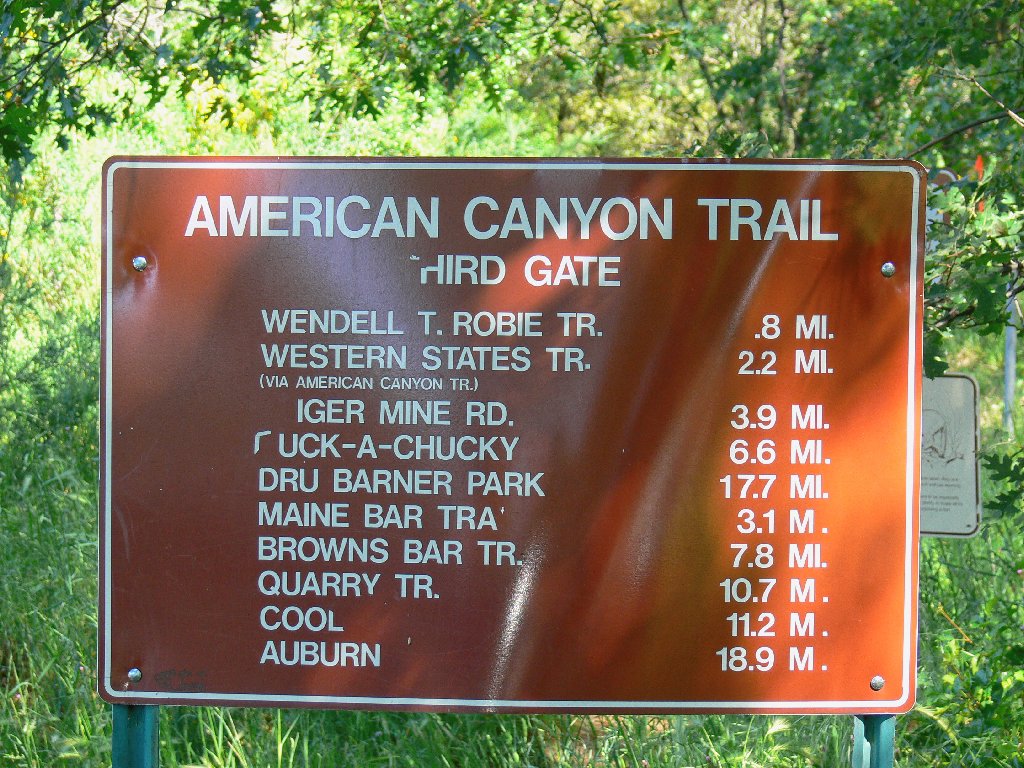 AMERICAN CANYON TRAIL
HIRD GATE
WENDELL T. ROBIE TR. .8 MI.
WESTERN STATES TR. 2.2 MI.
(VIA AMERICAN CANYON TR.)
IGER MINE RD. 3.9 MI.
UCK-A-CHUCKY 6.6 MI.
DRU BARNER PARK 17.7 MI.
MAINE BAR TRA 3.1 M .
BROWNS BAR TR. 7.8 MI.
QUARRY TR. 10.7 M .
COOL 11.2 M .
AUBURN 18.9 M .